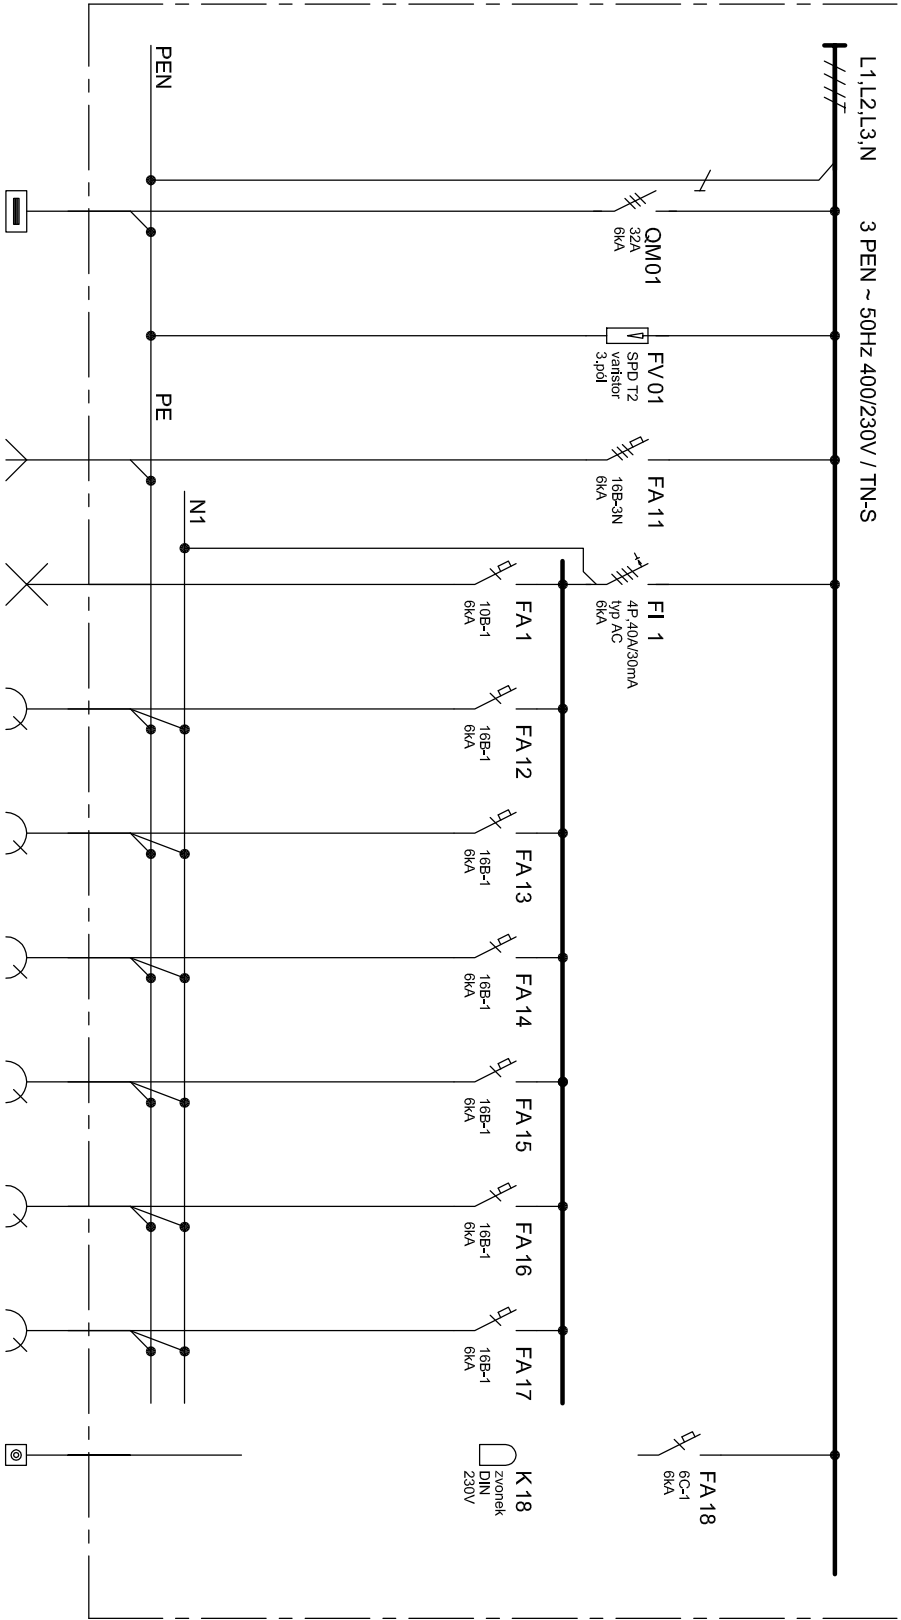 L1,L2,L3,N
3 PEN ~ 50Hz 400/230V / TN-S
QM01
32A
6kA
FV 01
SPD T2
varistor
3.pól
FA 11
16B-3N
6kA
FI 1
4P,40A/30mA
typ AC
6kA
FA 18
6C-1
6kA
FA 1
10B-1
6kA
FA 12
16B-1
6kA
FA 13
16B-1
6kA
FA 14
16B-1
6kA
FA 15
16B-1
6kA
FA 16
16B-1
6kA
FA 17
16B-1
6kA
K 18
zvonek
DIN
230V
N1
PEN
PE